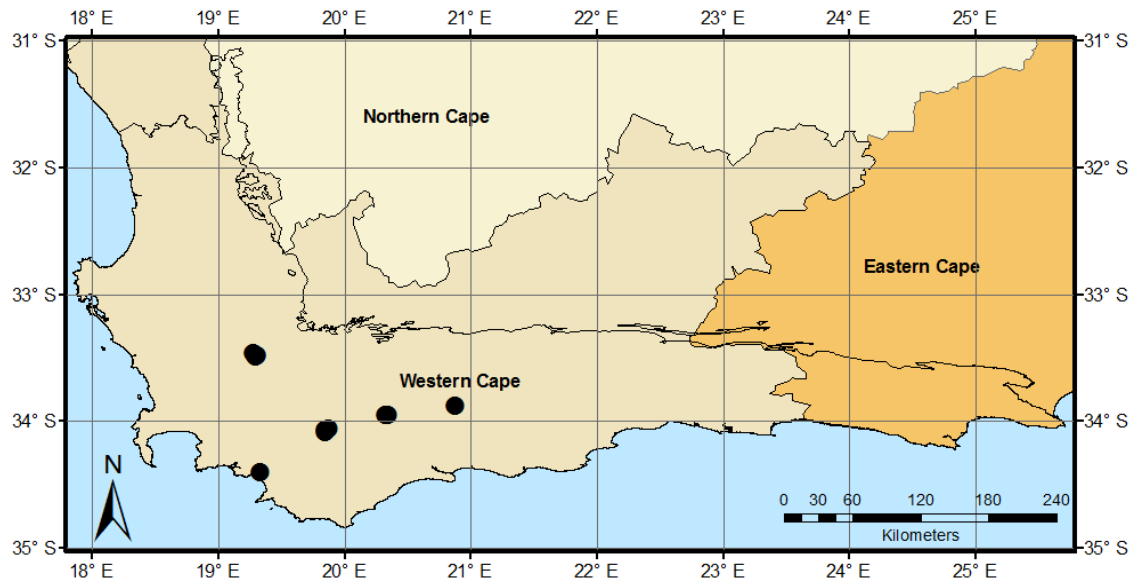 18° E 19° E 20° E 21° E 22° E 23° E 24° E 25° E
31° S 31° S
Northern Cape
32° S 32° S
Eastern Cape
33° S 33° S
Western Cape
34° S 34° S
N
0 30 60 120 180 240
Kilometers
35° S 35° S
18° E 19° E 20° E 21° E 22° E 23° E 24° E 25° E